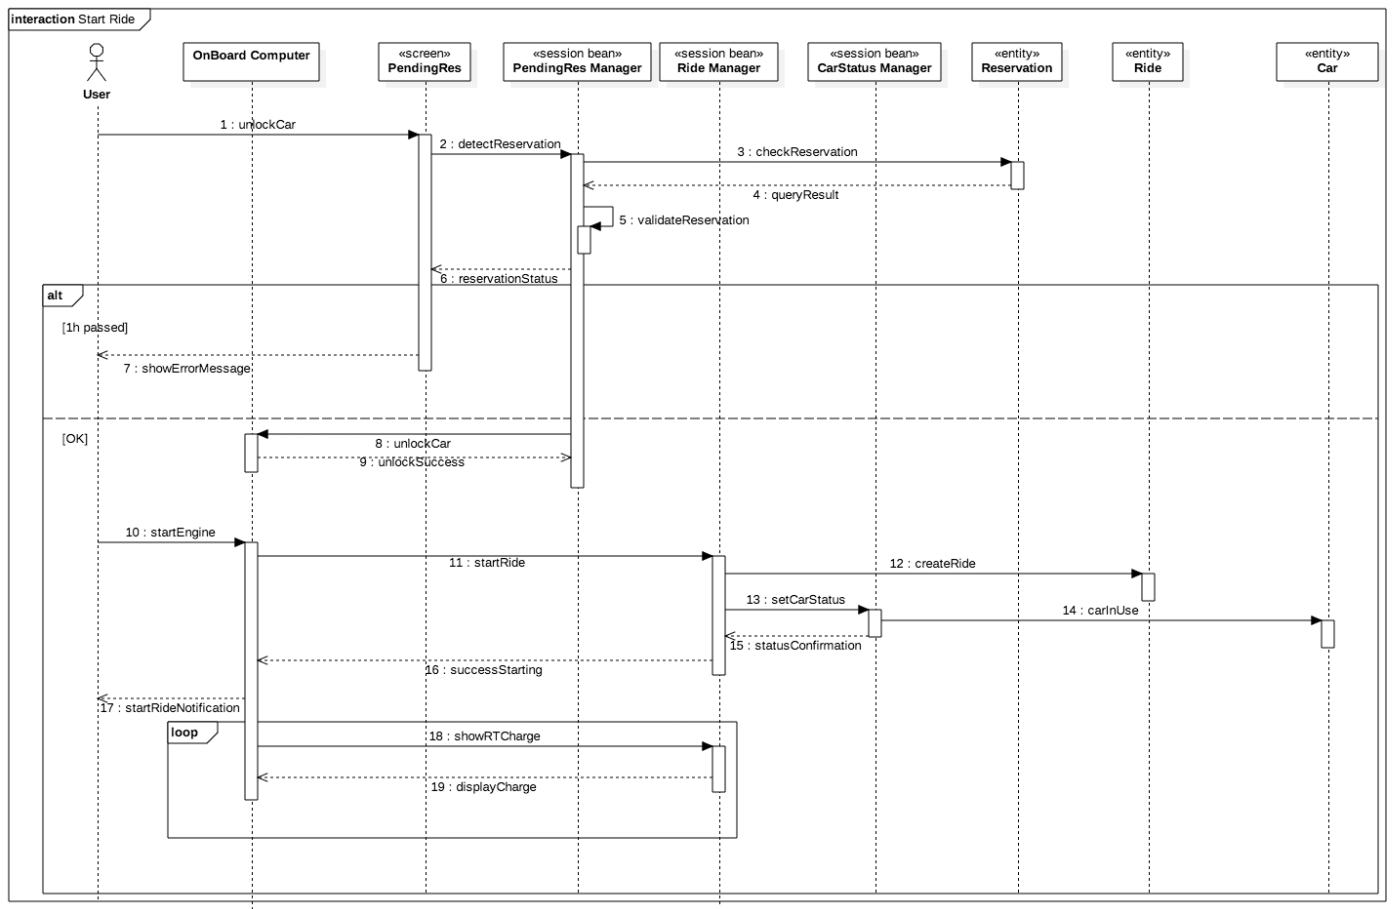 interaction Start Ride
User
OnBoard Computer
«screen»
PendingRes
«session bean»
PendingRes Manager
«session bean»
Ride Manager
«session bean»
CarStatus Manager
«entity»
Reservation
«entity»
Ride
«entity»
Car
1 : unlockCar
2 : detectReservation
3 : checkReservation
4 : queryResult
5 : validateReservation
6 : reservationStatus
alt
[1h passed]
7 : showErrorMessage
[OK]
8 : unlockCar
9 : unlockSuccess
10 : startEngine
11 : startRide
12 : createRide
13 : setCarStatus
14 : carInUse
15 : statusConfirmation
16 : successStarting
17 : startRideNotification
loop
18 : showRTCharge
19 : displayCharge